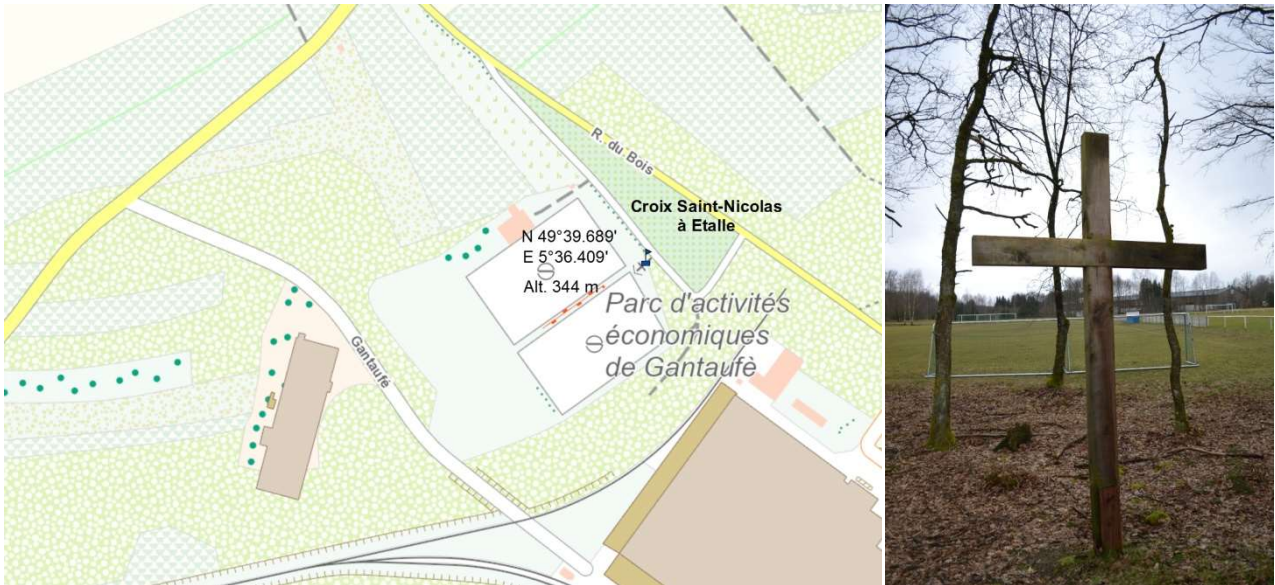 R. du Bois
Croix Saint-Nicolas
à Etalle
N 49°39.689'
E 5°36.409'
Alt. 344 m
Parc d'activités
économiques
de Gantaufè
Gantaufé